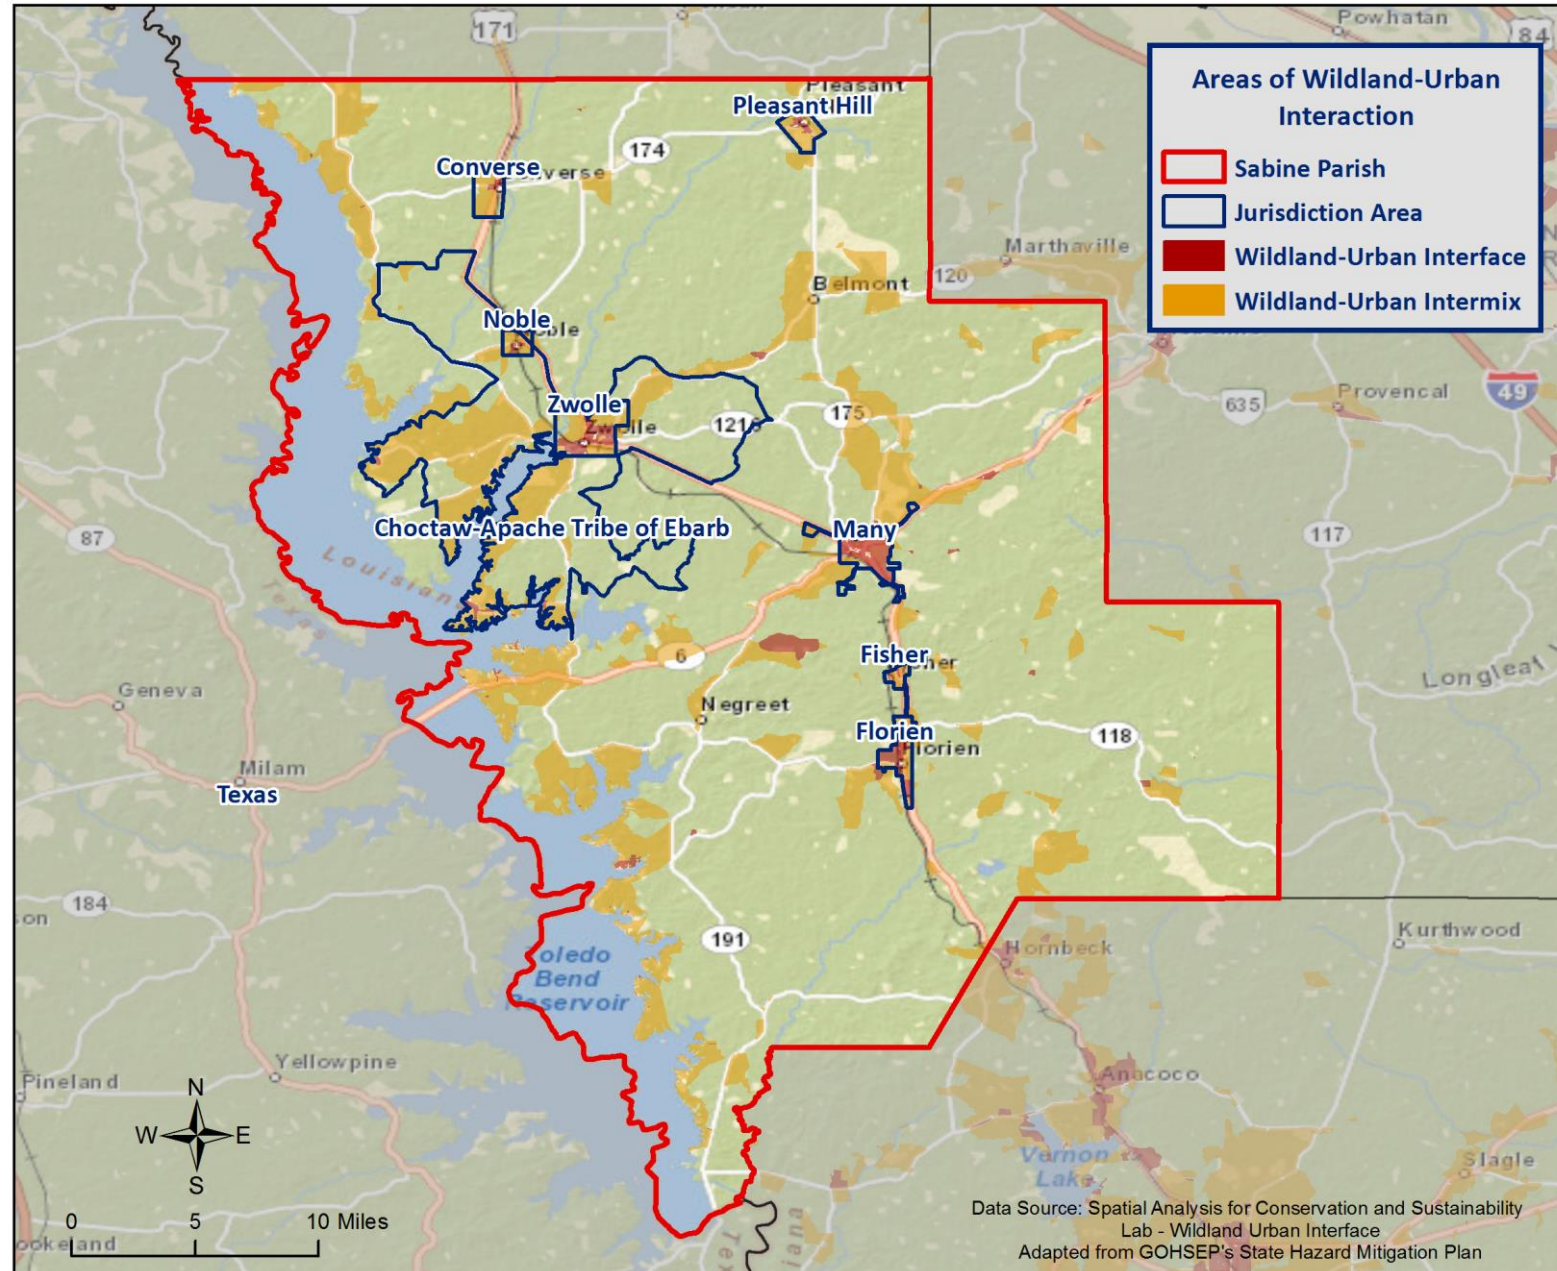 Powhatan
171
84
Areas of Wildland-Urban
Interaction
Sabine Parish
Jurisdiction Area
Wildland-Urban Interface
Wildland-Urban Intermix
Pleasant
Pleasant Hill
Converse
174
Marthaville
120
Belmont
Noble
Provencal
49
635
Zwolle
175
Choctaw-Apache Tribe of Ebarb
Many
117
87
Louisiana
Texas
Fisher
6
Geneva
Longleaf
Negreet
Florien
Florien
118
Milam
Texas
184
191
Kurthwood
Hornbeck
Bend
Yellowpine
Pineland
Anacoco
Vernon
Lake
Slagle
N
W E
S
0 5 10 Miles
Data Source: Spatial Analysis for Conservation and Sustainability
Lab - Wildland Urban Interface
Adapted from GOHSEP's State Hazard Mitigation Plan